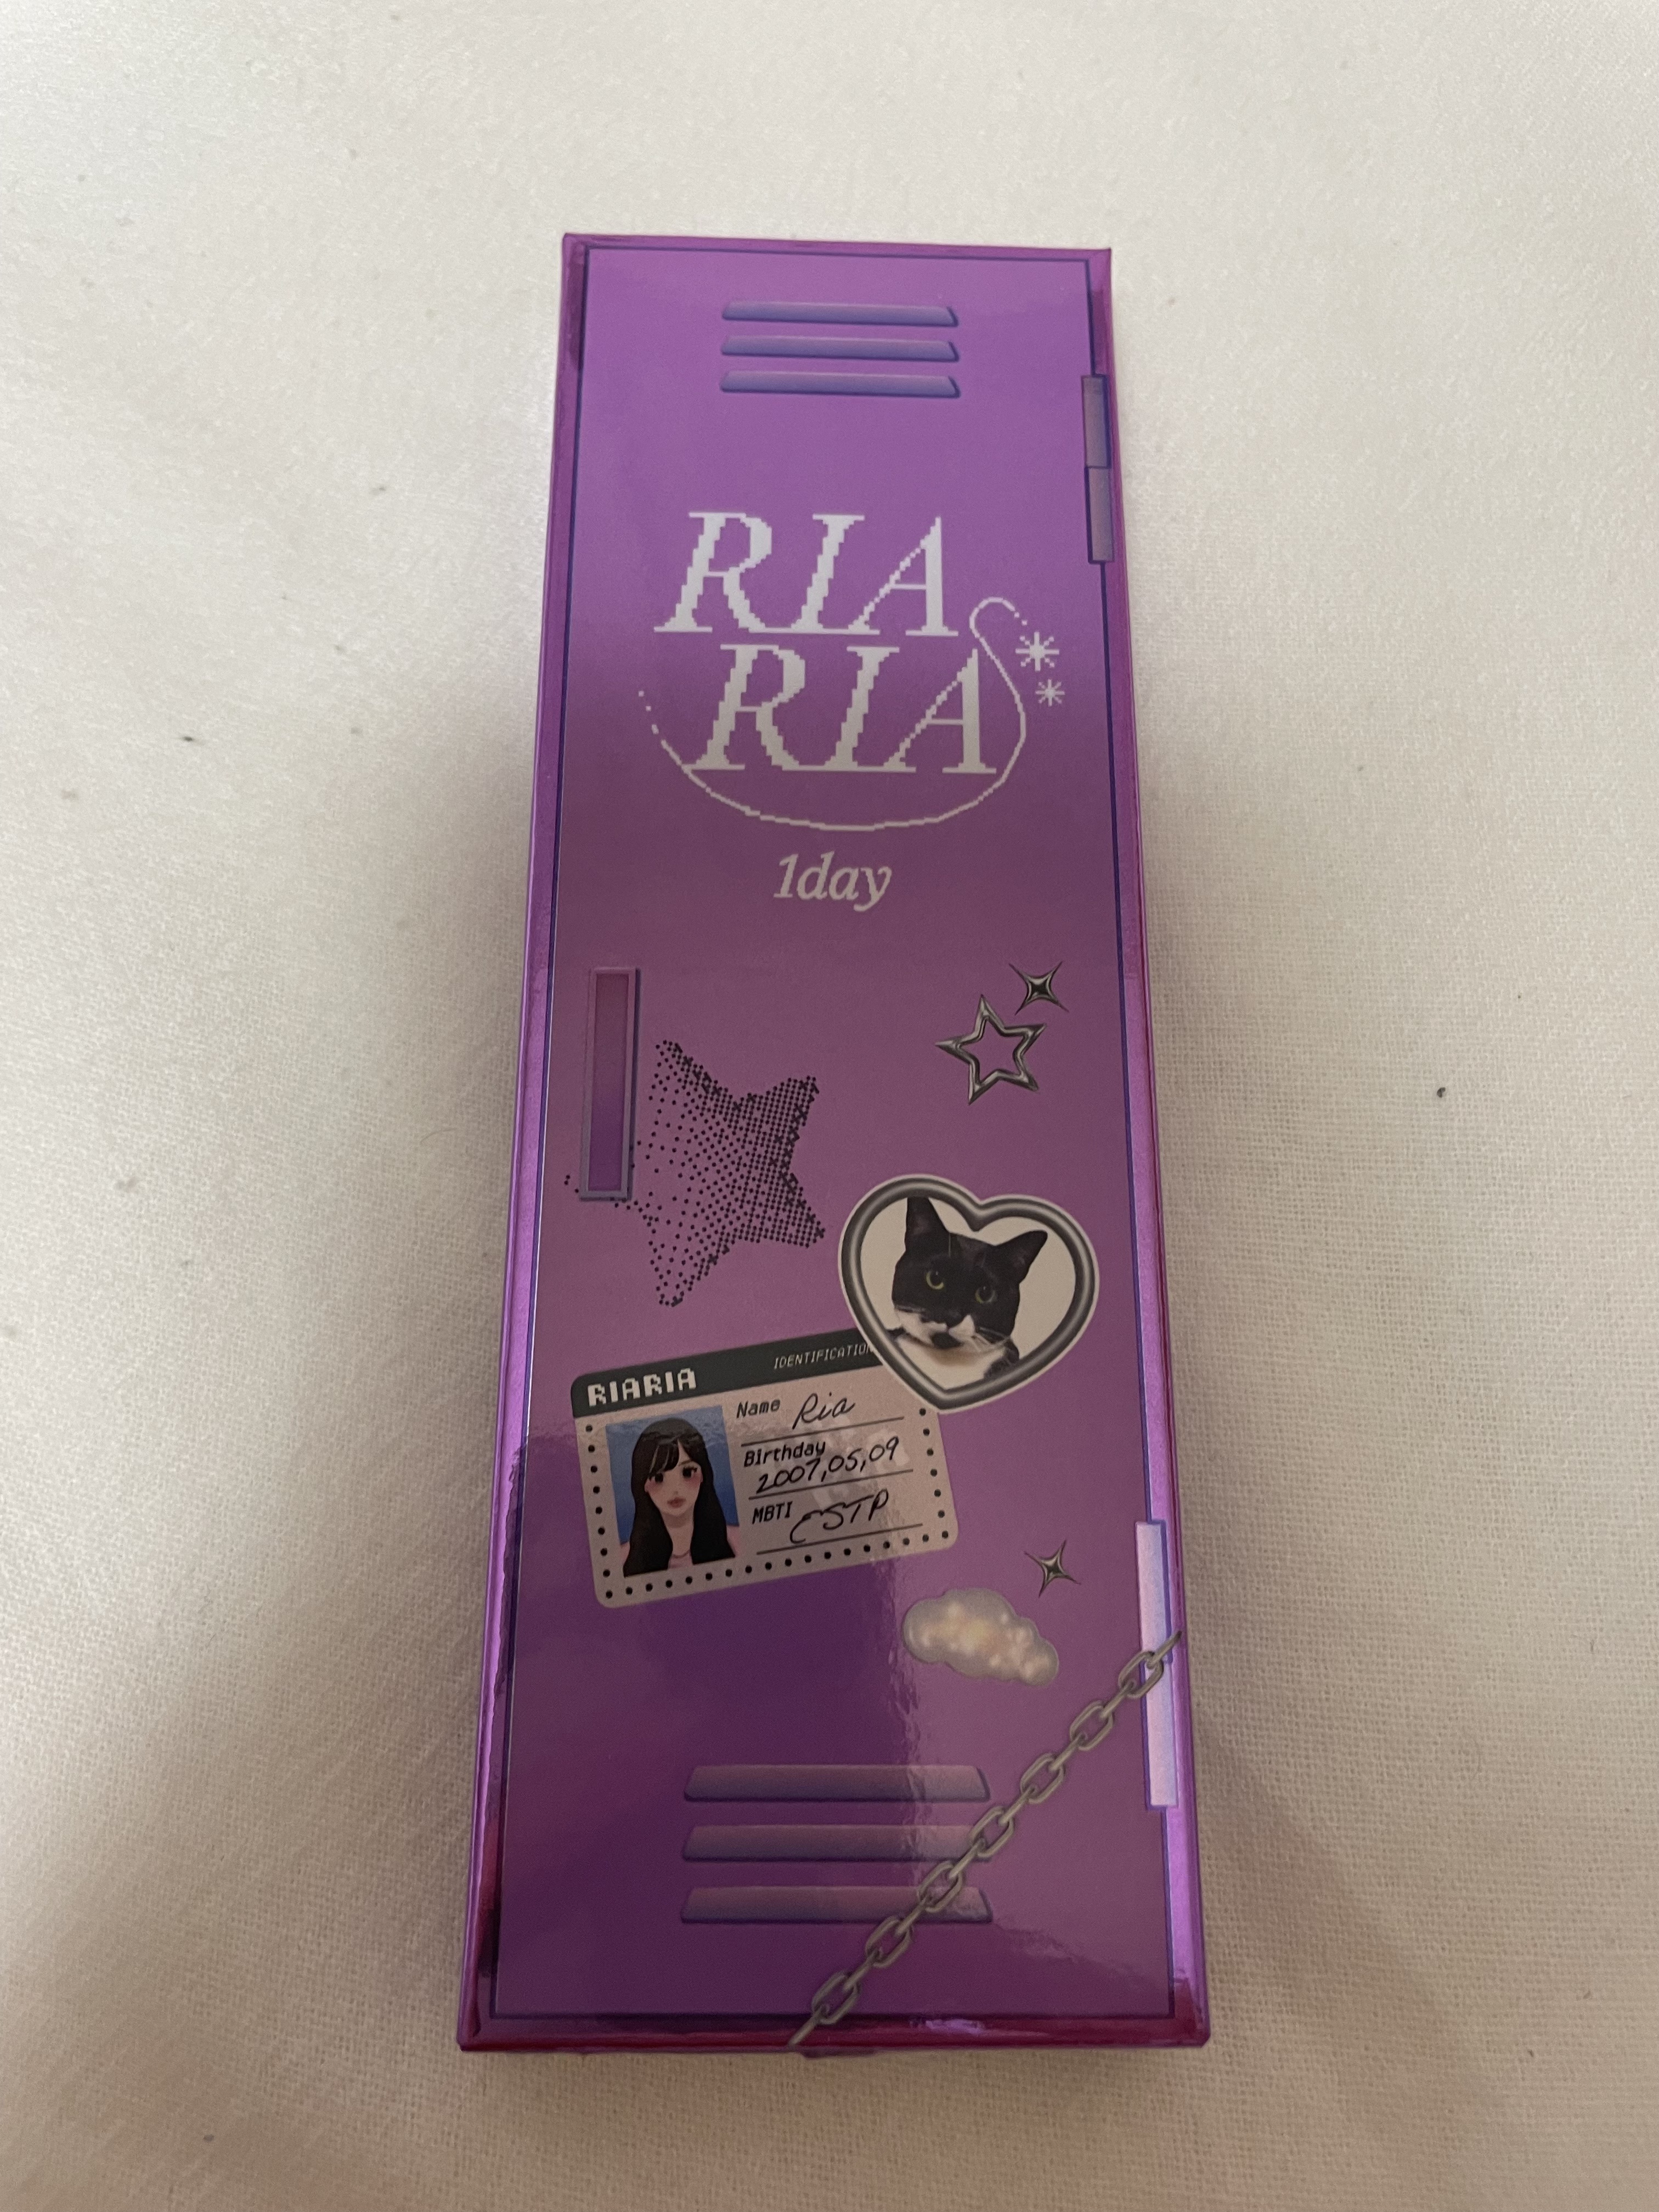 RIA
RIA
1day
RIARIA
IDENTIFICATION
Name Ria
Birthday
2007,05,09
MBTI ESTP